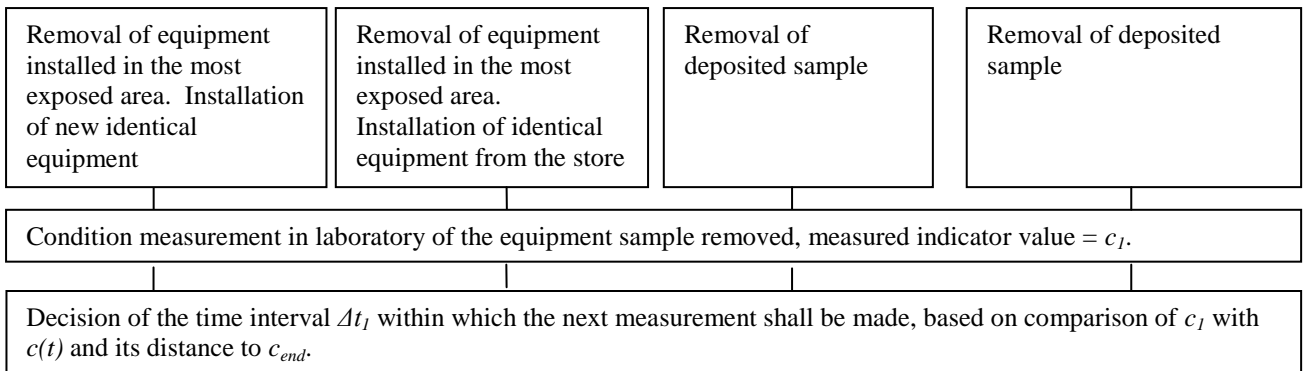 Removal of equipment
installed in the most
exposed area.  Installation
of new identical
equipment
Removal of equipment
installed in the most
exposed area.
Installation of identical
equipment from the store
Removal of
deposited sample
Removal of deposited
sample
Condition measurement in laboratory of the equipment sample removed, measured indicator value = c₁.
Decision of the time interval Δt₁ within which the next measurement shall be made, based on comparison of c₁ with
c(t) and its distance to c_end.